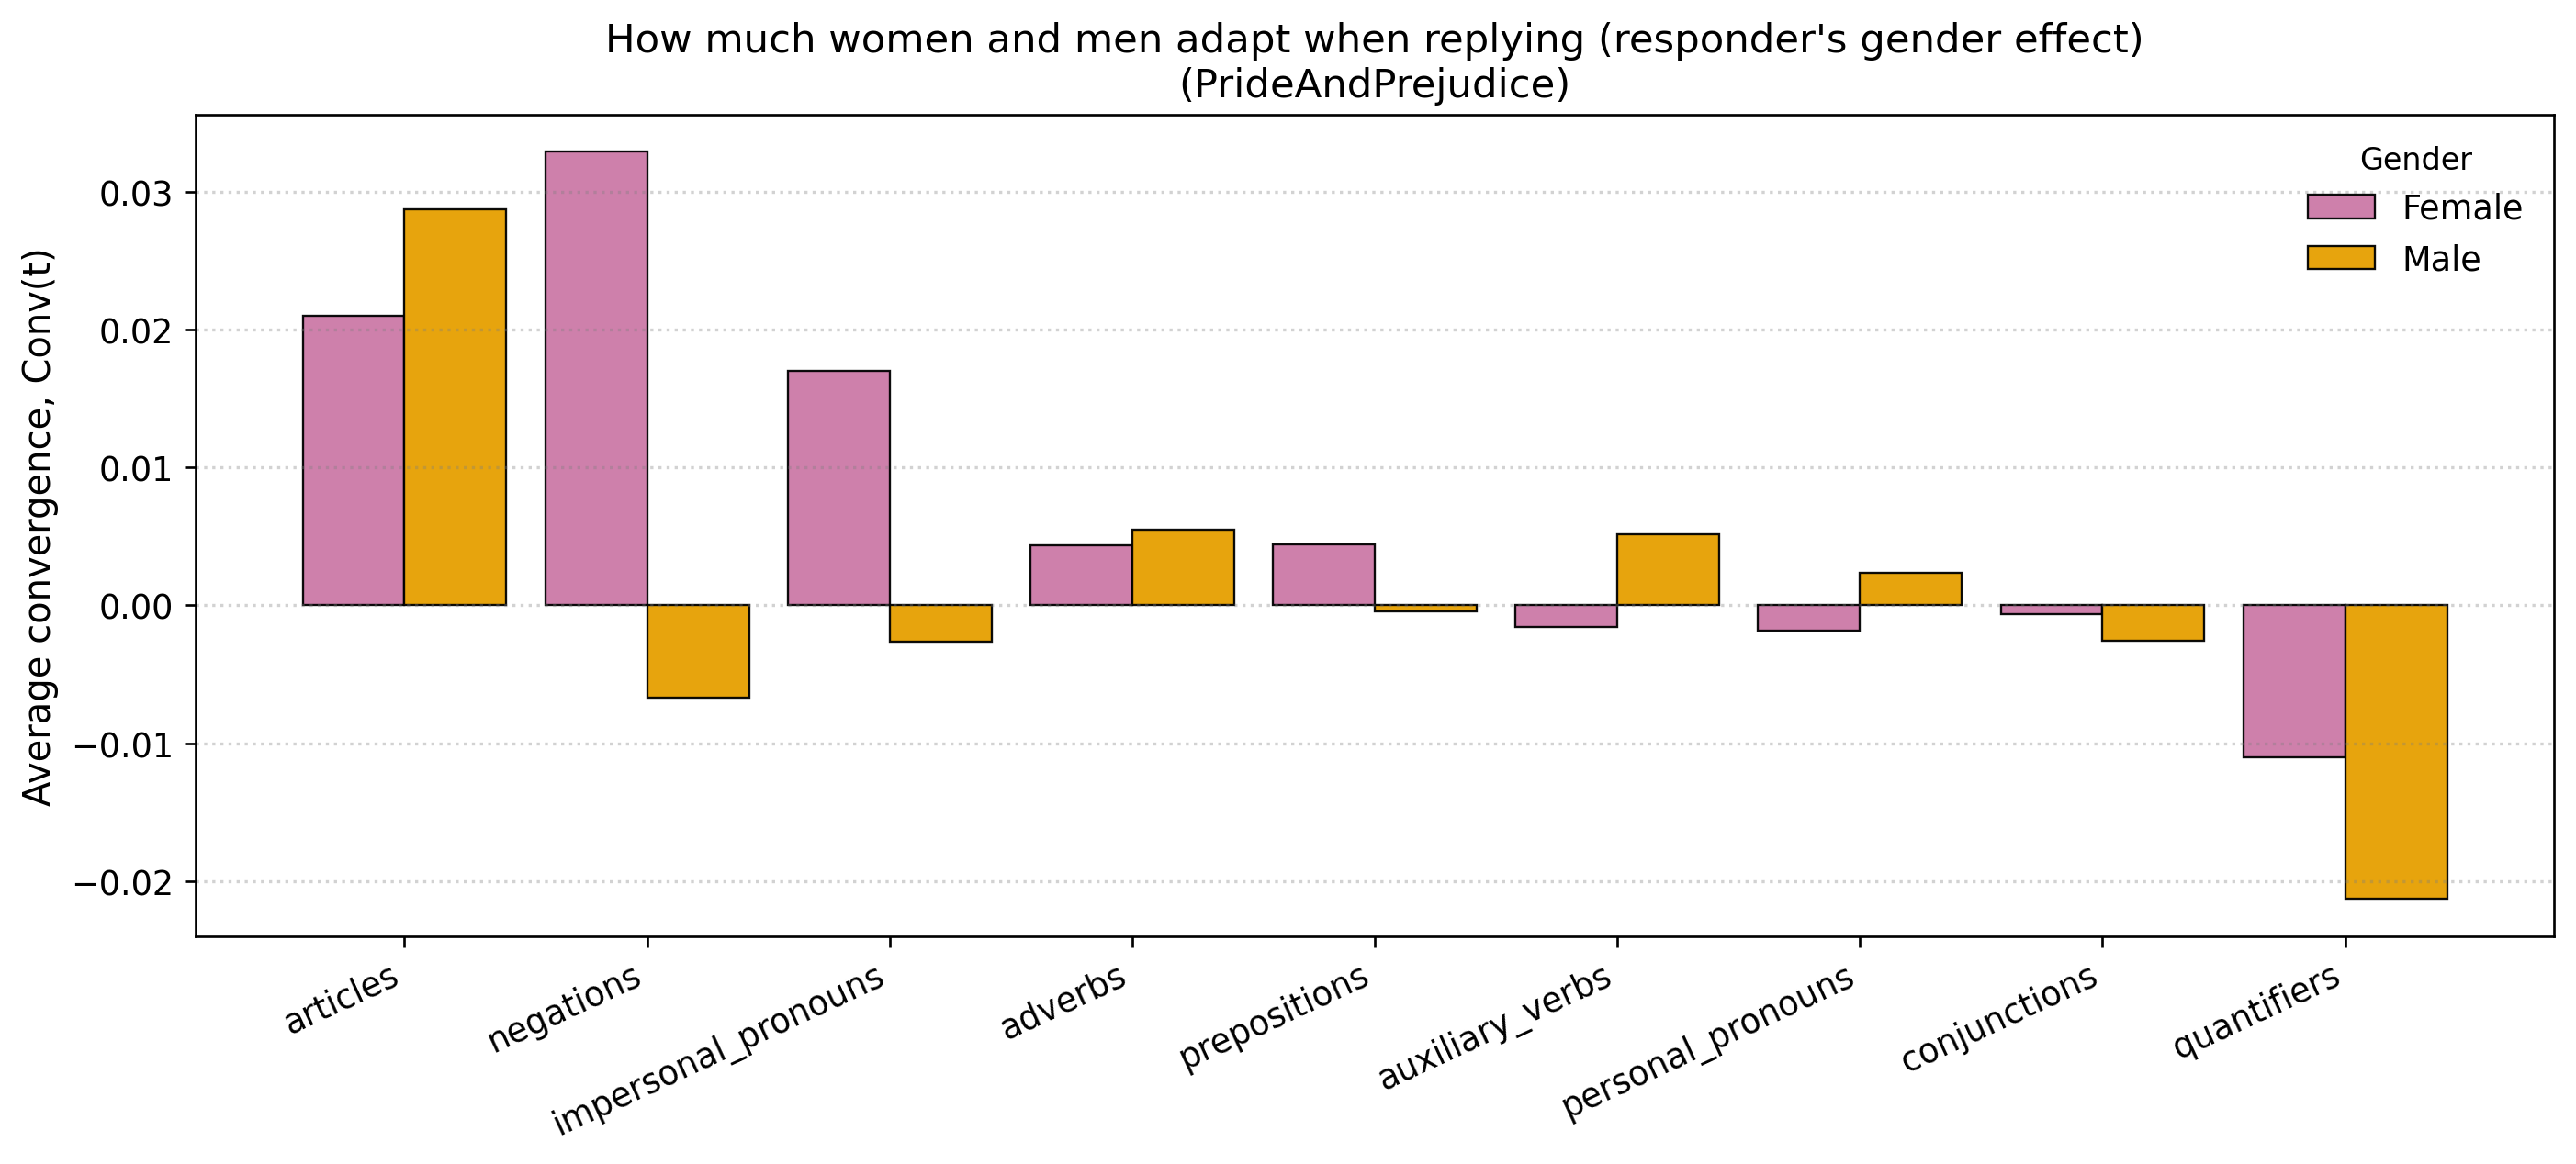 How much women and men adapt when replying (responder's gender effect)
(PrideAndPrejudice)
Average convergence, Conv(t)
0.03
0.02
0.01
0.00
−0.01
−0.02
Gender
Female
Male
articles
negations
impersonal_pronouns
adverbs
prepositions
auxiliary_verbs
personal_pronouns
conjunctions
quantifiers